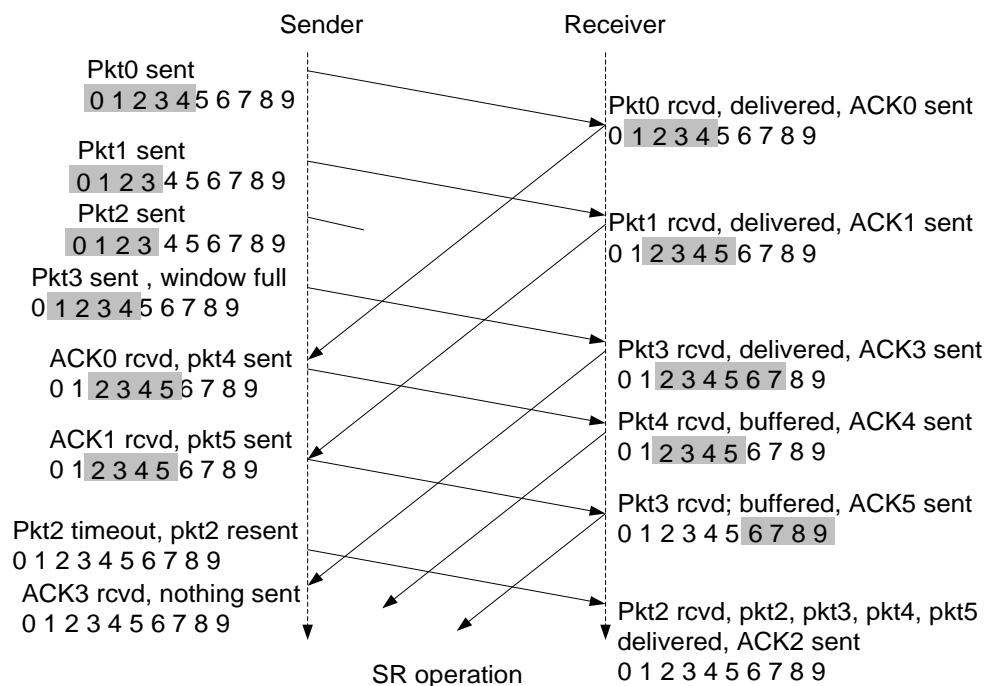 Sender
Receiver
Pkt0 sent
0 1 2 3 4 5 6 7 8 9
Pkt0 rcvd, delivered, ACK0 sent
0 1 2 3 4 5 6 7 8 9
Pkt1 sent
0 1 2 3 4 5 6 7 8 9
Pkt2 sent
0 1 2 3 4 5 6 7 8 9
Pkt1 rcvd, delivered, ACK1 sent
0 1 2 3 4 5 6 7 8 9
Pkt3 sent , window full
0 1 2 3 4 5 6 7 8 9
ACK0 rcvd, pkt4 sent
0 1 2 3 4 5 6 7 8 9
Pkt3 rcvd, delivered, ACK3 sent
0 1 2 3 4 5 6 7 8 9
Pkt4 rcvd, buffered, ACK4 sent
0 1 2 3 4 5 6 7 8 9
ACK1 rcvd, pkt5 sent
0 1 2 3 4 5 6 7 8 9
Pkt3 rcvd; buffered, ACK5 sent
0 1 2 3 4 5 6 7 8 9
Pkt2 timeout, pkt2 resent
0 1 2 3 4 5 6 7 8 9
ACK3 rcvd, nothing sent
0 1 2 3 4 5 6 7 8 9
Pkt2 rcvd, pkt2, pkt3, pkt4, pkt5
delivered, ACK2 sent
0 1 2 3 4 5 6 7 8 9
SR operation